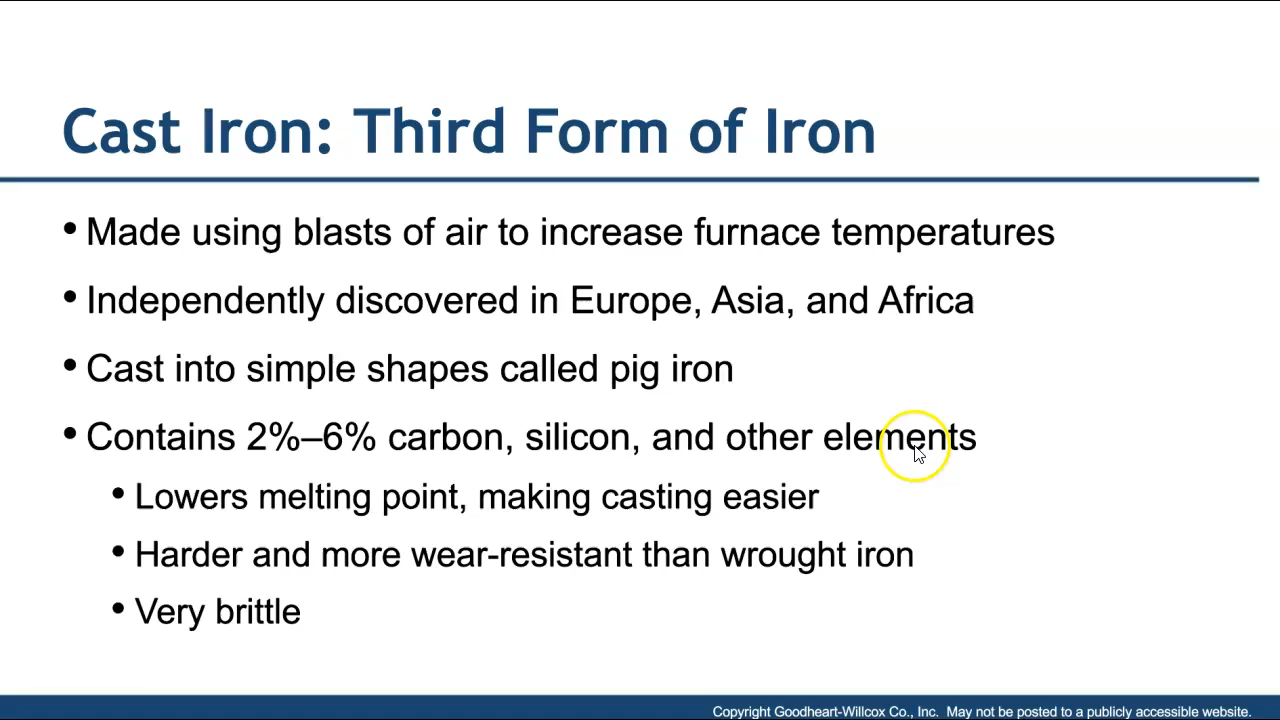 Cast Iron: Third Form of Iron
• Made using blasts of air to increase furnace temperatures
• Independently discovered in Europe, Asia, and Africa
• Cast into simple shapes called pig iron
• Contains 2%–6% carbon, silicon, and other elements
• Lowers melting point, making casting easier
• Harder and more wear-resistant than wrought iron
• Very brittle
Copyright Goodheart-Willcox Co., Inc.  May not be posted to a publicly accessible website.